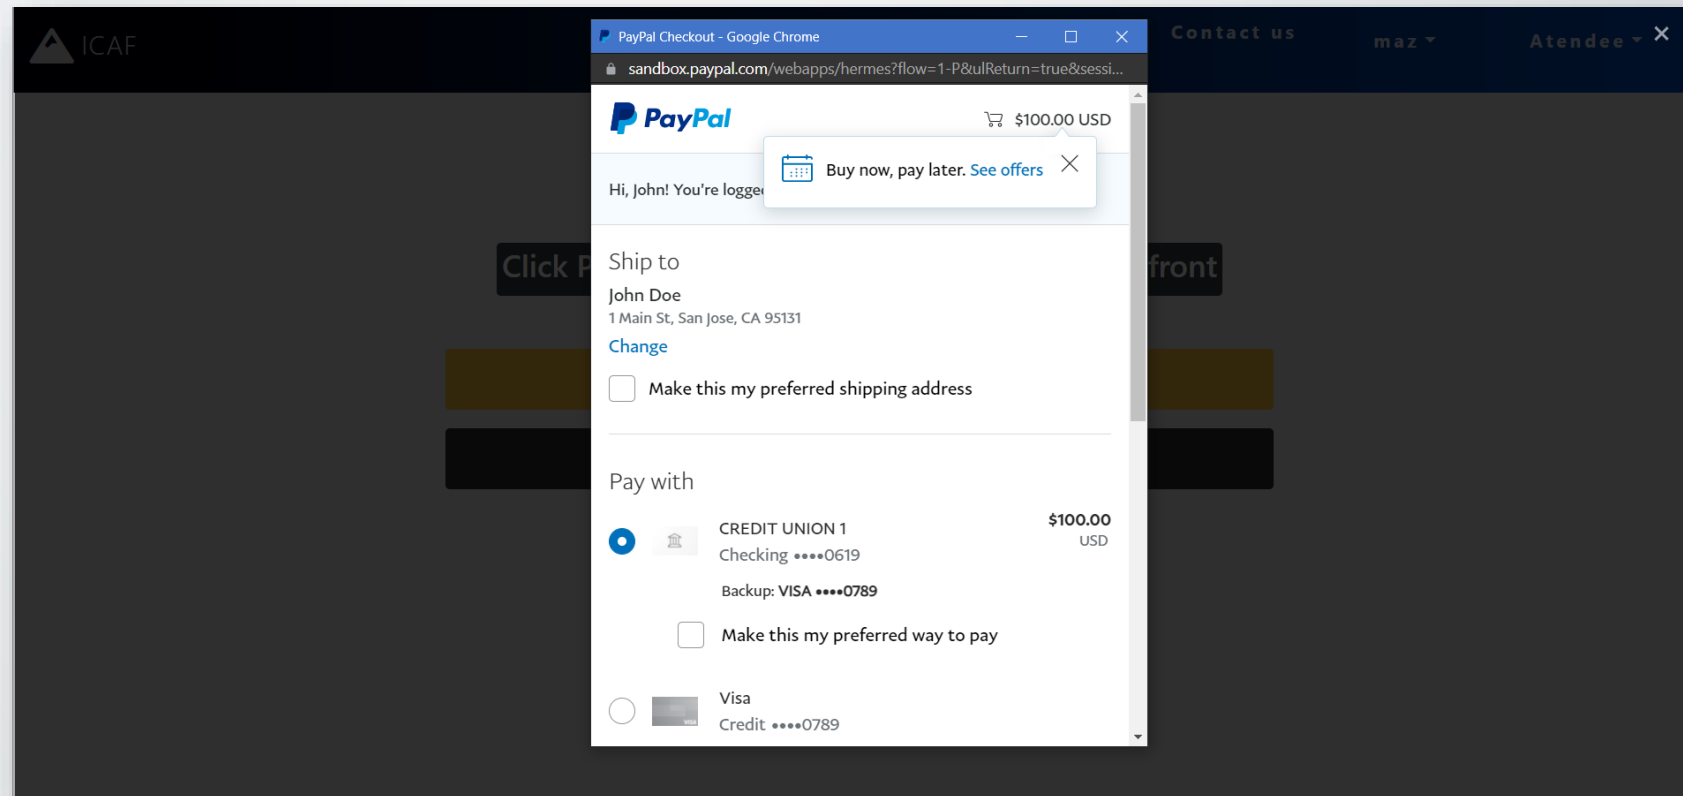 ICAF
Contact us
maz
Atendee
PayPal Checkout - Google Chrome
sandbox.paypal.com/webapps/hermes?flow=1-P&ulReturn=true&sessi...
PayPal
$100.00 USD
Buy now, pay later. See offers
Hi, John! You're logge
Ship to
Click P
front
John Doe
1 Main St, San Jose, CA 95131
Change
Make this my preferred shipping address
Pay with
CREDIT UNION 1
$100.00
Checking ••••0619
USD
Backup: VISA ••••0789
Make this my preferred way to pay
Visa
VISA
Credit ••••0789